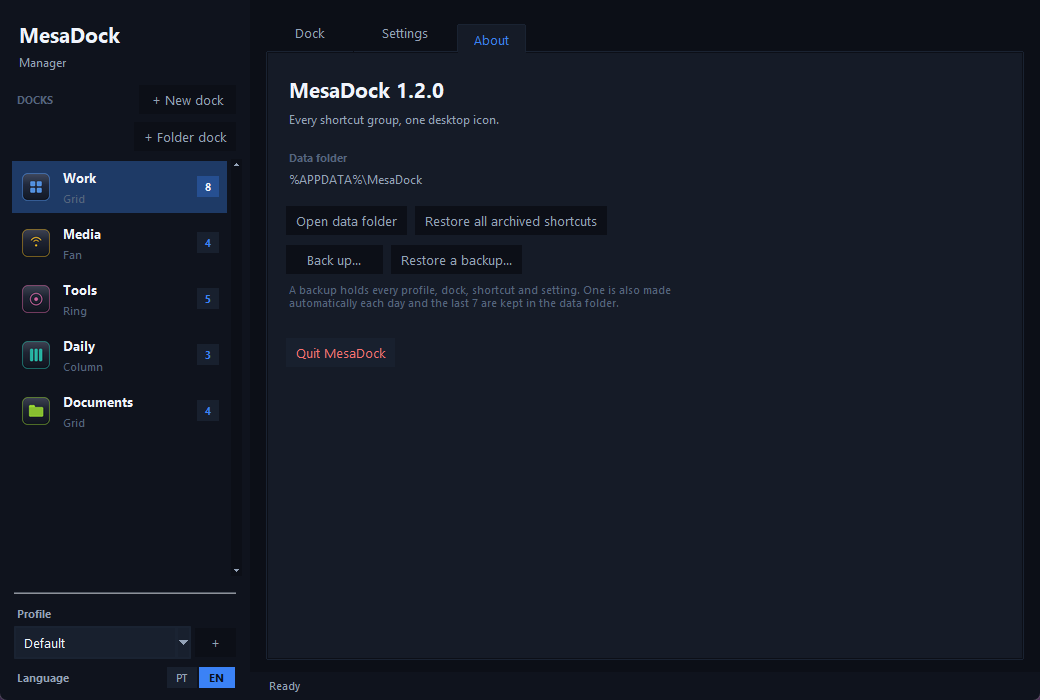 MesaDock
Manager
DOCKS
+ New dock
+ Folder dock
Work
Grid
8
Media
Fan
4
Tools
Ring
5
Daily
Column
3
Documents
Grid
4
Profile
Default
+
Language
PT
EN
Dock
Settings
About
MesaDock 1.2.0
Every shortcut group, one desktop icon.
Data folder
%APPDATA%\MesaDock
Open data folder
Restore all archived shortcuts
Back up...
Restore a backup...
A backup holds every profile, dock, shortcut and setting. One is also made
automatically each day and the last 7 are kept in the data folder.
Quit MesaDock
Ready